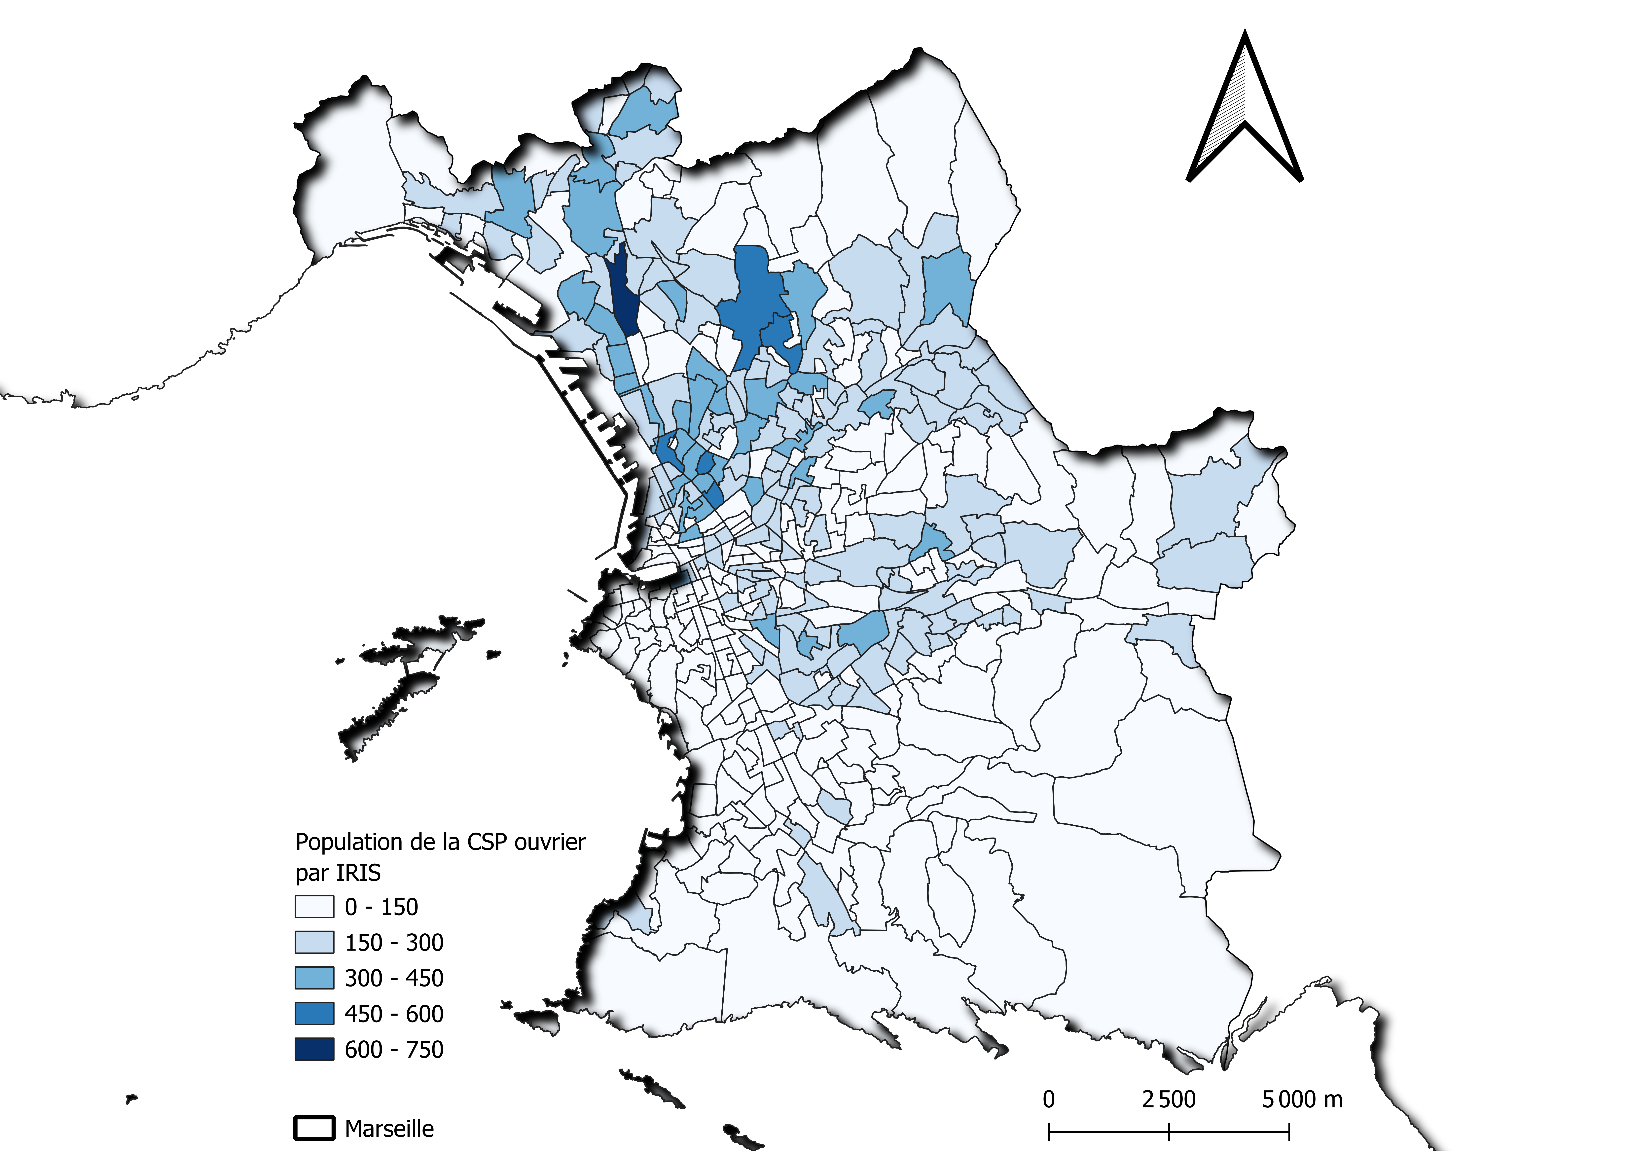 Population de la CSP ouvrier
par IRIS
0 - 150
150 - 300
300 - 450
450 - 600
600 - 750
Marseille
0 2 500 5 000 m